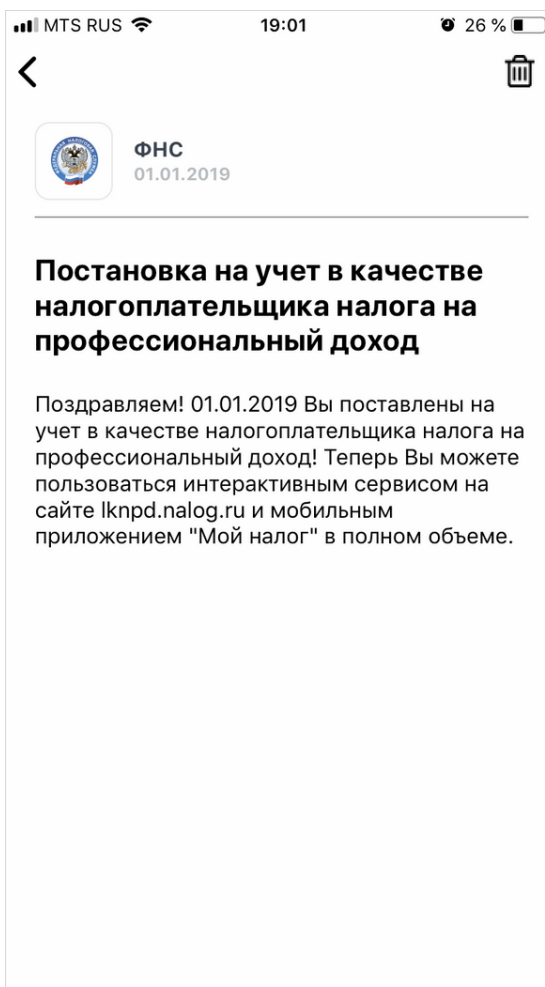 MTS RUS 19:01 26 %
ФНС
01.01.2019
Постановка на учет в качестве
налогоплательщика налога на
профессиональный доход
Поздравляем! 01.01.2019 Вы поставлены на
учет в качестве налогоплательщика налога на
профессиональный доход! Теперь Вы можете
пользоваться интерактивным сервисом на
сайте lknpd.nalog.ru и мобильным
приложением "Мой налог" в полном объеме.